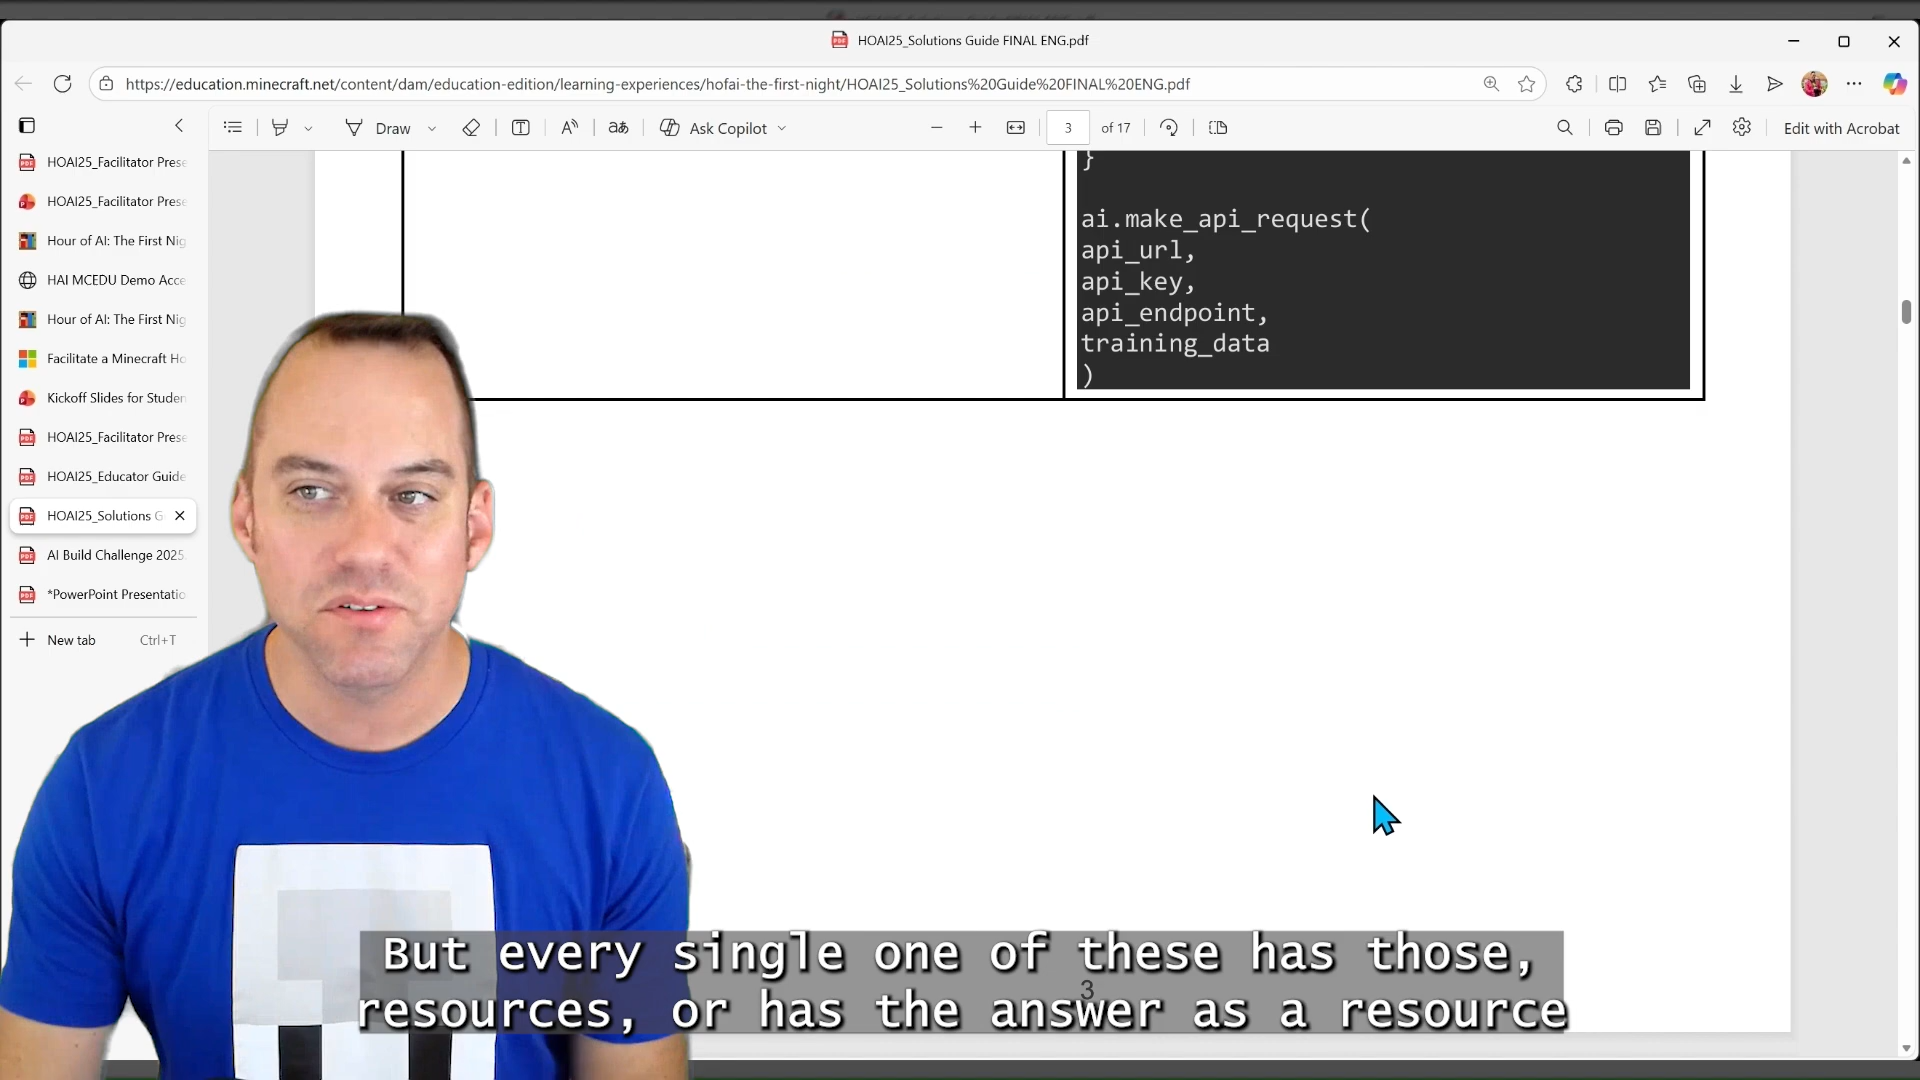 HOAI25_Solutions Guide FINAL ENG.pdf
https://education.minecraft.net/content/dam/education-edition/learning-experiences/hofai-the-first-night/HOAI25_Solutions%20Guide%20FINAL%20ENG.pdf
Draw
Ask Copilot
3 of 17
Edit with Acrobat
HOAI25_Facilitator Prese
HOAI25_Facilitator Prese
Hour of AI: The First Nig
HAI MCEDU Demo Acce
Hour of AI: The First Nig
Facilitate a Minecraft Ho
Kickoff Slides for Studen
HOAI25_Facilitator Prese
HOAI25_Educator Guide
HOAI25_Solutions G
AI Build Challenge 2025
*PowerPoint Presentatio
New tab Ctrl+T
}
ai.make_api_request(
api_url,
api_key,
api_endpoint,
training_data
)
3
But every single one of these has those,
resources, or has the answer as a resource